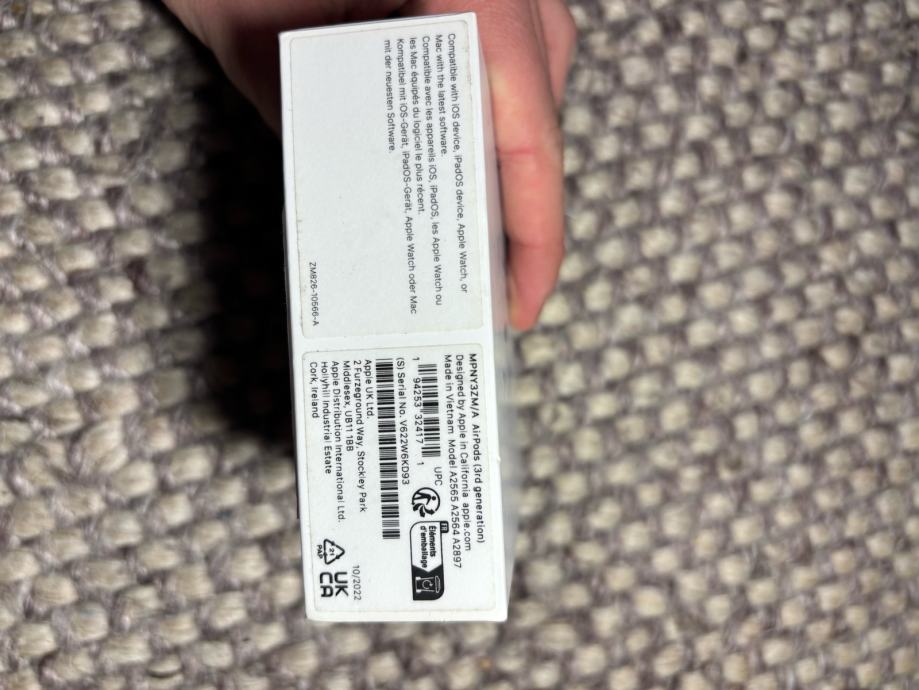 Compatible with iOS device, iPadOS device, Apple Watch, or
Mac with the latest software.
Compatible avec les appareils iOS, iPadOS, les Apple Watch ou
les Mac équipés du logiciel le plus récent.
Kompatibel mit iOS-Gerät, iPadOS-Gerät, Apple Watch oder Mac
mit der neuesten Software.
ZM826-10566-A
MPNY3ZM/A AirPods (3rd generation)
Designed by Apple in California apple.com
Made in Vietnam Model A2565 A2564 A2897
1 94253 32417 1
UPC
FR
Éléments
d'emballage
(S) Serial No. V622W6KD93
Apple UK Ltd.
2 Furzeground Way, Stockley Park
Middlesex, UB11 1BB
Apple Distribution International Ltd.
Hollyhill Industrial Estate
Cork, Ireland
10/2022
21
PAP
UK
CA